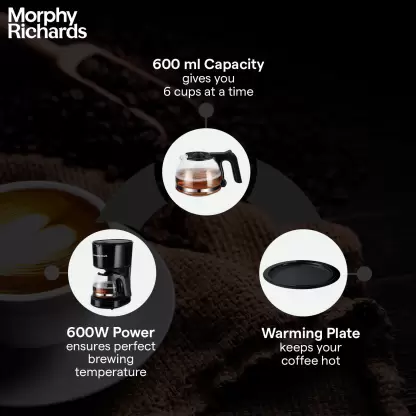 Morphy
Richards
600 ml Capacity
gives you
6 cups at a time
600W Power
ensures perfect
brewing
temperature
Warming Plate
keeps your
coffee hot